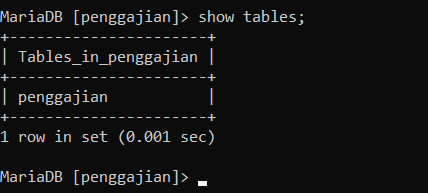 MariaDB [penggajian]> show tables;
+----------------------+
| Tables_in_penggajian |
+----------------------+
| penggajian           |
+----------------------+
1 row in set (0.001 sec)
MariaDB [penggajian]> _